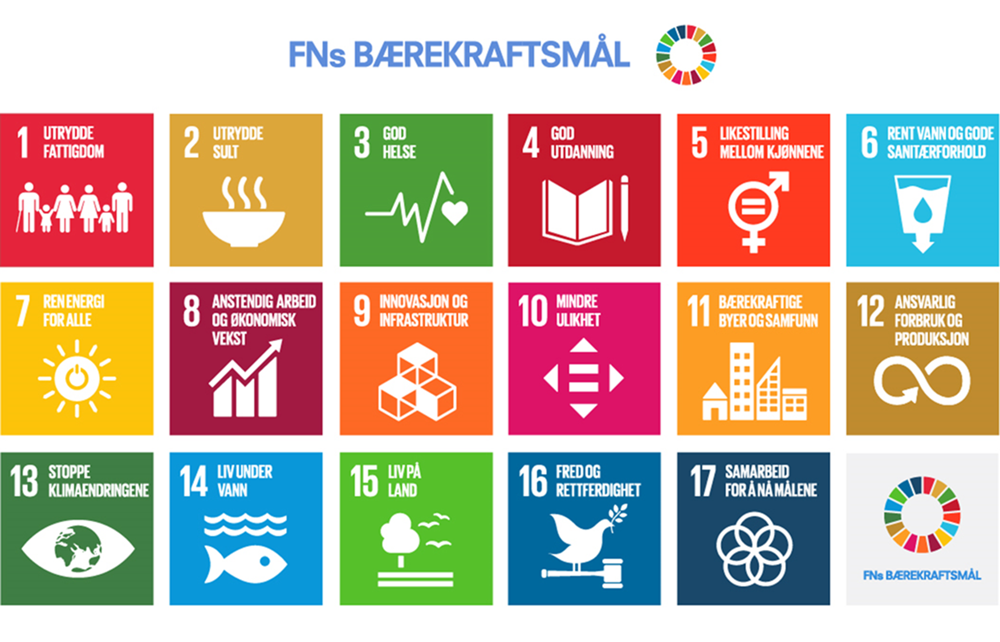 FNs BÆREKRAFTSMÅL
1 UTRYDDE
FATTIGDOM
2 UTRYDDE
SULT
3 GOD
HELSE
4 GOD
UTDANNING
5 LIKESTILLING
MELLOM KJØNNENE
6 RENT VANN OG GODE
SANITÆRFORHOLD
7 REN ENERGI
FOR ALLE
8 ANSTENDIG ARBEID
OG ØKONOMISK
VEKST
9 INNOVASJON OG
INFRASTRUKTUR
10 MINDRE
ULIKHET
11 BÆREKRAFTIGE
BYER OG SAMFUNN
12 ANSVARLIG
FORBRUK OG
PRODUKSJON
13 STOPPE
KLIMAENDRINGENE
14 LIV UNDER
VANN
15 LIV PÅ
LAND
16 FRED OG
RETTFERDIGHET
17 SAMARBEID
FOR Å NÅ MÅLENE
FNs BÆREKRAFTSMÅL